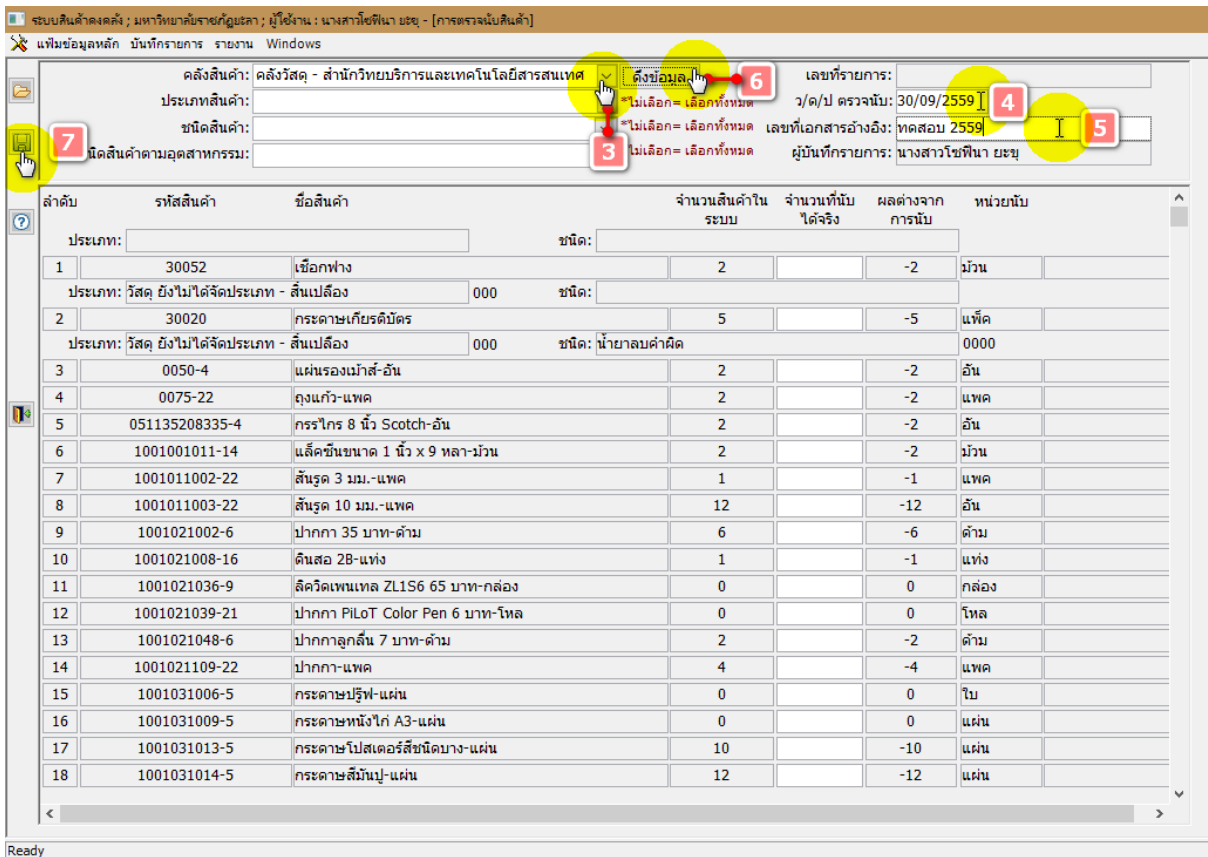 ระบบสินค้าคงคลัง ; มหาวิทยาลัยราชภัฏยะลา ; ผู้ใช้งาน : นางสาวโซฟีนา ยะขุ - [การตรวจนับสินค้า]
แฟ้มข้อมูลหลัก บันทึกรายการ รายงาน Windows
คลังสินค้า: คลังวัสดุ - สำนักวิทยบริการและเทคโนโลยีสารสนเทศ ดึงข้อมูล 6 เลขที่รายการ:
ประเภทสินค้า: *ไม่เลือก= เลือกทั้งหมด ว/ด/ป ตรวจนับ: 30/09/2559 4
ชนิดสินค้า: *ไม่เลือก= เลือกทั้งหมด เลขที่เอกสารอ้างอิง: ทดสอบ 2559 5
7 นิดสินค้าตามอุตสาหกรรม: 3 ไม่เลือก= เลือกทั้งหมด ผู้บันทึกรายการ: นางสาวโซฟีนา ยะขุ
ลำดับ รหัสสินค้า ชื่อสินค้า จำนวนสินค้าใน จำนวนที่นับ ผลต่างจาก หน่วยนับ
ระบบ ได้จริง การนับ
ประเภท: ชนิด:
1 30052 เชือกฟาง 2 -2 ม้วน
ประเภท: วัสดุ ยังไม่ได้จัดประเภท - สิ้นเปลือง 000 ชนิด:
2 30020 กระดาษเกียรติบัตร 5 -5 แพ็ค
ประเภท: วัสดุ ยังไม่ได้จัดประเภท - สิ้นเปลือง 000 ชนิด: น้ำยาลบคำผิด 0000
3 0050-4 แผ่นรองเม้าส์-อัน 2 -2 อัน
4 0075-22 ถุงแก้ว-แพค 2 -2 แพค
5 051135208335-4 กรรไกร 8 นิ้ว Scotch-อัน 2 -2 อัน
6 1001001011-14 แล็คซีนขนาด 1 นิ้ว x 9 หลา-ม้วน 2 -2 ม้วน
7 1001011002-22 สันรูด 3 มม.-แพค 1 -1 แพค
8 1001011003-22 สันรูด 10 มม.-แพค 12 -12 อัน
9 1001021002-6 ปากกา 35 บาท-ด้าม 6 -6 ด้าม
10 1001021008-16 ดินสอ 2B-แท่ง 1 -1 แท่ง
11 1001021036-9 ลิควิดเพนเทล ZL1S6 65 บาท-กล่อง 0 0 กล่อง
12 1001021039-21 ปากกา PiLoT Color Pen 6 บาท-โหล 0 0 โหล
13 1001021048-6 ปากกาลูกลื่น 7 บาท-ด้าม 2 -2 ด้าม
14 1001021109-22 ปากกา-แพค 4 -4 แพค
15 1001031006-5 กระดาษปรู๊ฟ-แผ่น 0 0 ใบ
16 1001031009-5 กระดาษหนังไก่ A3-แผ่น 0 0 แผ่น
17 1001031013-5 กระดาษโปสเตอร์สีชนิดบาง-แผ่น 10 -10 แผ่น
18 1001031014-5 กระดาษสีมันปู-แผ่น 12 -12 แผ่น
Ready